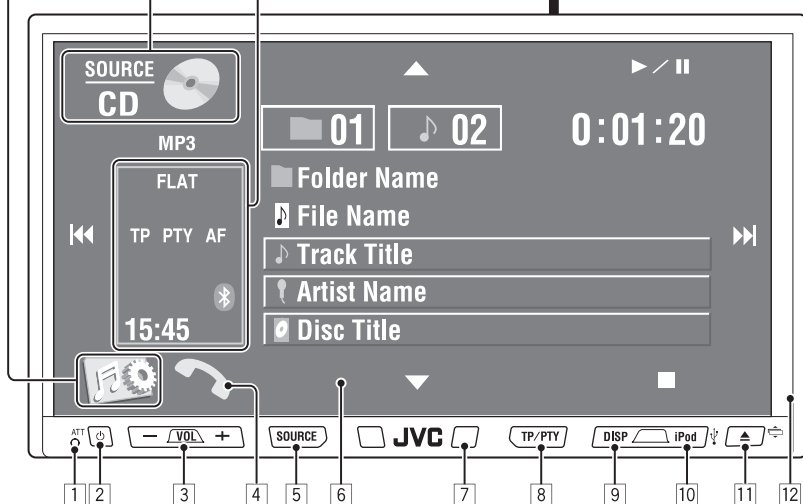 SOURCE
CD
MP3
01
02
0:01:20
FLAT
Folder Name
File Name
TP PTY AF
Track Title
Artist Name
15:45
Disc Title
ATT
− VOL +
SOURCE
JVC
TP/PTY
DISP
iPod
1 2 3 4 5 6 7 8 9 10 11 12